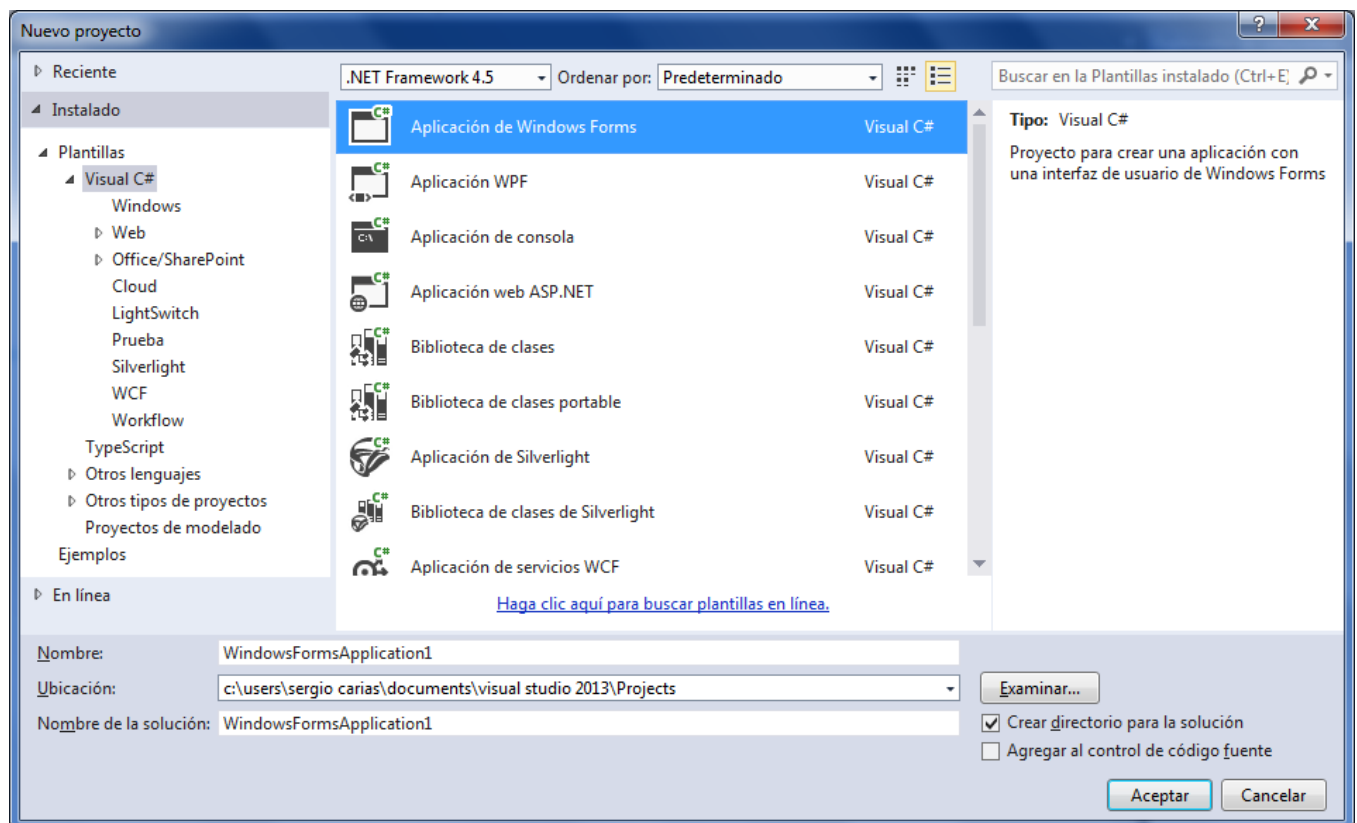 Nuevo proyecto
Reciente
Instalado
Plantillas
Visual C#
Windows
Web
Office/SharePoint
Cloud
LightSwitch
Prueba
Silverlight
WCF
Workflow
TypeScript
Otros lenguajes
Otros tipos de proyectos
Proyectos de modelado
Ejemplos
En línea
.NET Framework 4.5 Ordenar por: Predeterminado
Aplicación de Windows Forms Visual C#
Aplicación WPF Visual C#
Aplicación de consola Visual C#
Aplicación web ASP.NET Visual C#
Biblioteca de clases Visual C#
Biblioteca de clases portable Visual C#
Aplicación de Silverlight Visual C#
Biblioteca de clases de Silverlight Visual C#
Aplicación de servicios WCF Visual C#
Haga clic aquí para buscar plantillas en línea.
Buscar en la Plantillas instalado (Ctrl+E)
Tipo: Visual C#
Proyecto para crear una aplicación con
una interfaz de usuario de Windows Forms
Nombre: WindowsFormsApplication1
Ubicación: c:\users\sergio carias\documents\visual studio 2013\Projects
Examinar...
Nombre de la solución: WindowsFormsApplication1
Crear directorio para la solución
Agregar al control de código fuente
Aceptar Cancelar